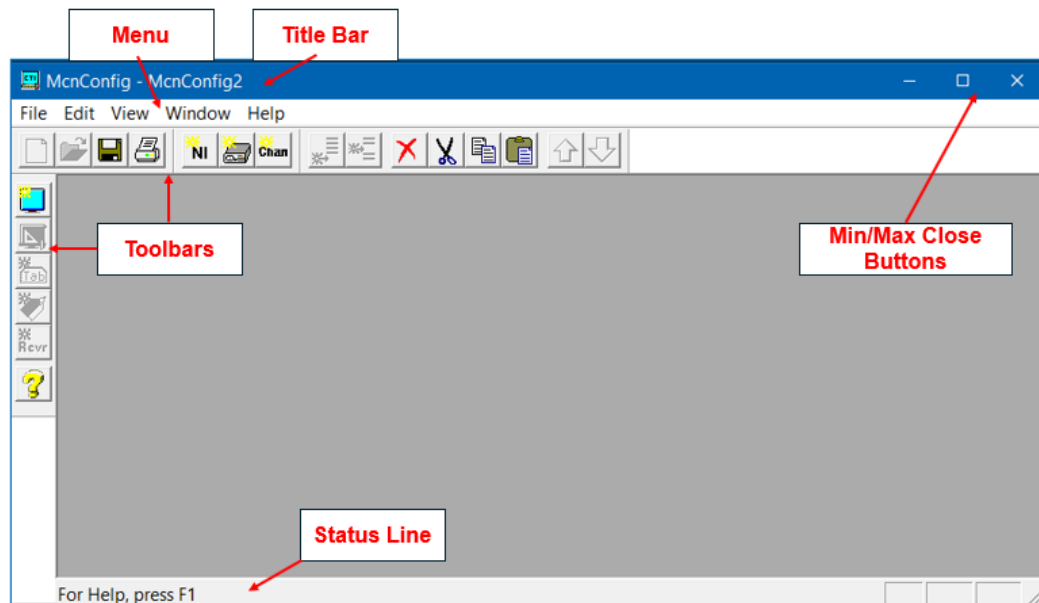 Menu
Title Bar
CTI
McnConfig - McnConfig2
File Edit View Window Help
NI
Chan
Toolbars
Min/Max Close
Buttons
Tab
Rcvr
Status Line
For Help, press F1